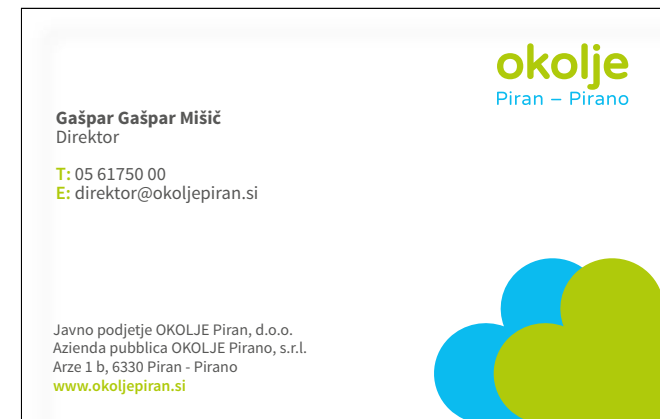 okolje
Piran – Pirano
Gašpar Gašpar Mišič
Direktor
T: 05 61750 00
E: direktor@okoljepiran.si
Javno podjetje OKOLJE Piran, d.o.o.
Azienda pubblica OKOLJE Pirano, s.r.l.
Arze 1 b, 6330 Piran - Pirano
www.okoljepiran.si